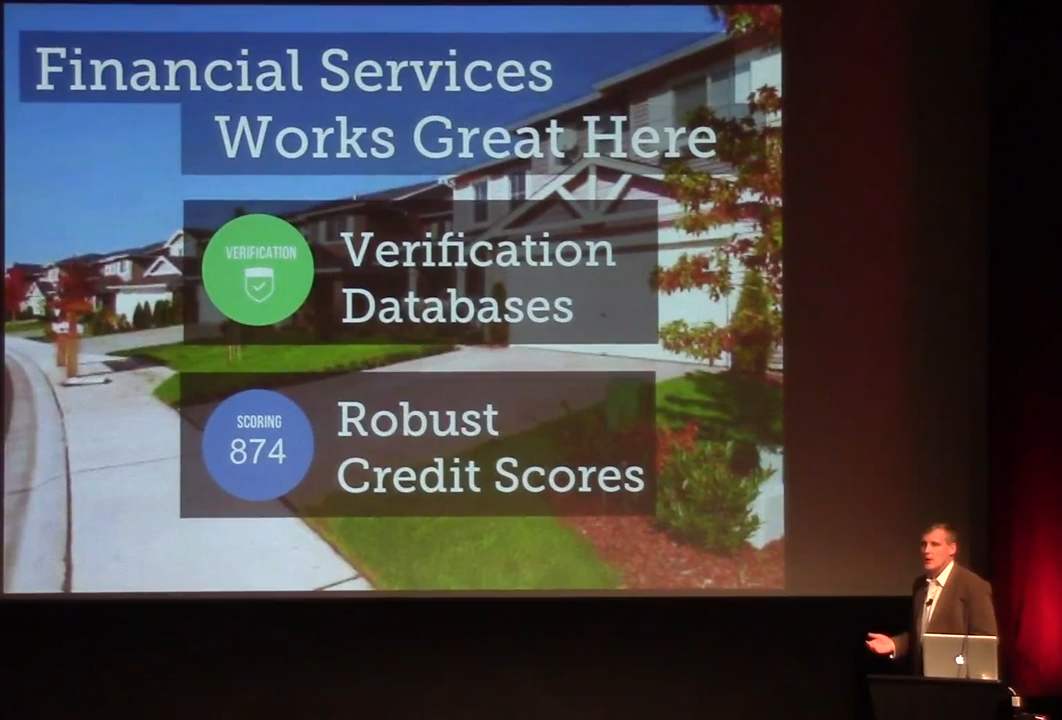 Financial Services
Works Great Here
VERIFICATION
Verification
Databases
SCORING
874
Robust
Credit Scores